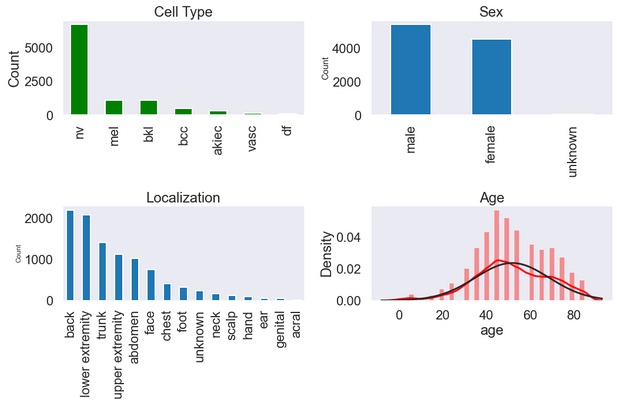 Cell Type
Count
5000
2500
0
nv
mel
bkl
bcc
akiec
vasc
df
Sex
Count
4000
2000
0
male
female
unknown
Localization
Count
2000
1000
0
back
lower extremity
trunk
upper extremity
abdomen
face
chest
foot
unknown
neck
scalp
hand
ear
genital
acral
Age
Density
0.04
0.02
0.00
0
20
40
60
80
age